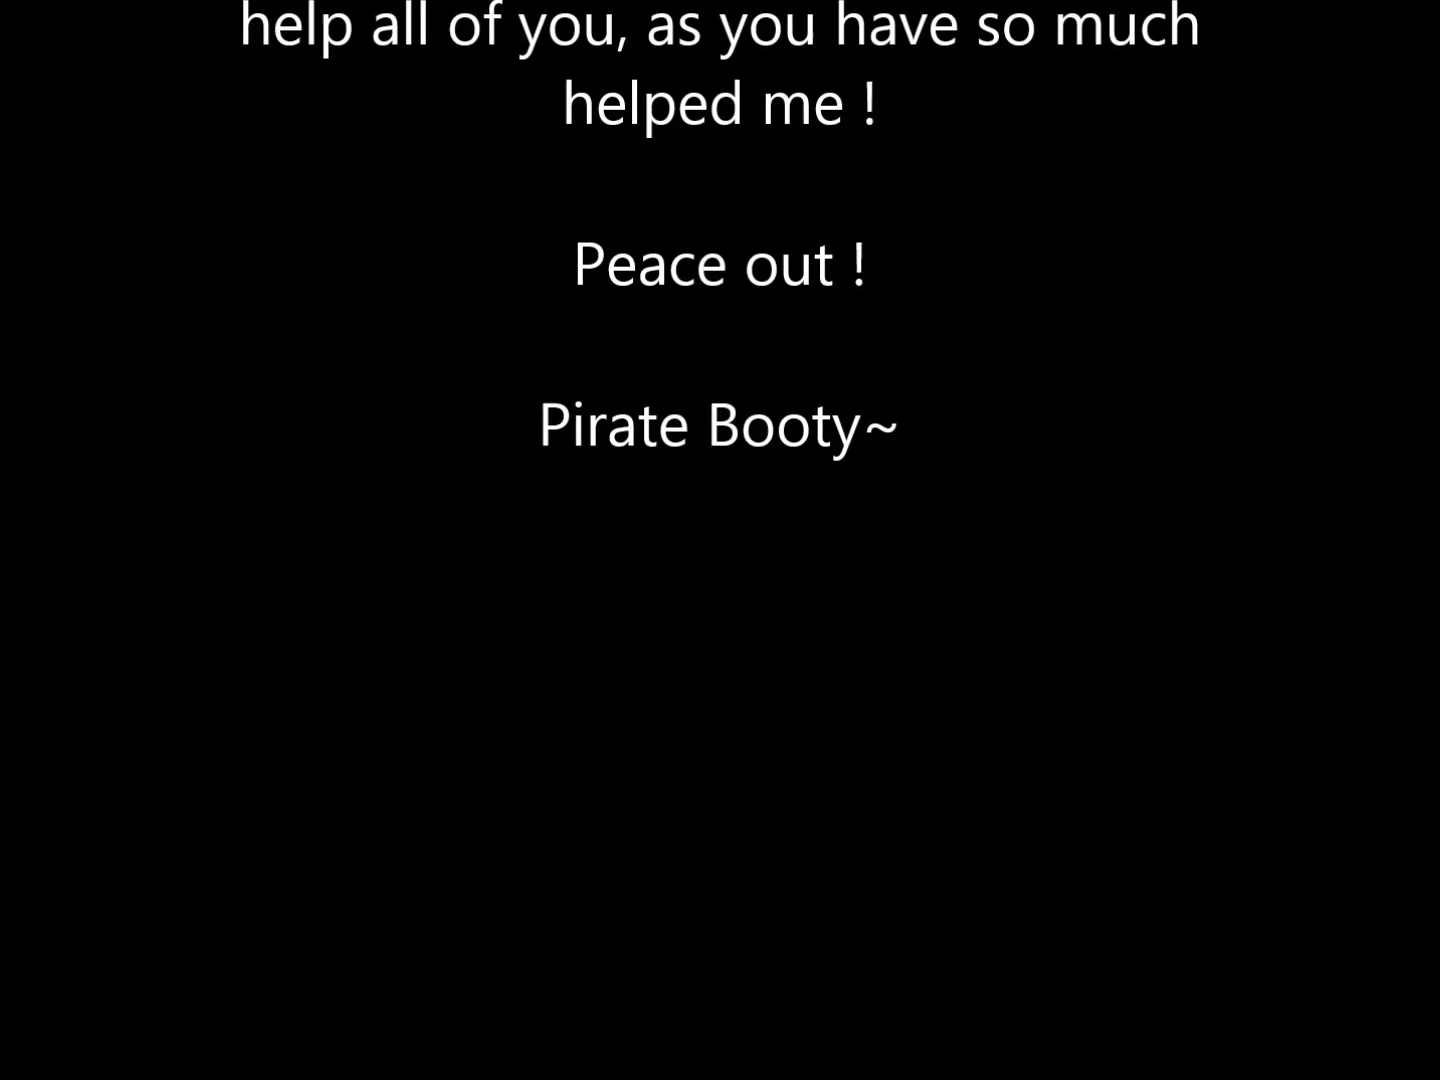 help all of you, as you have so much
helped me !
Peace out !
Pirate Booty~